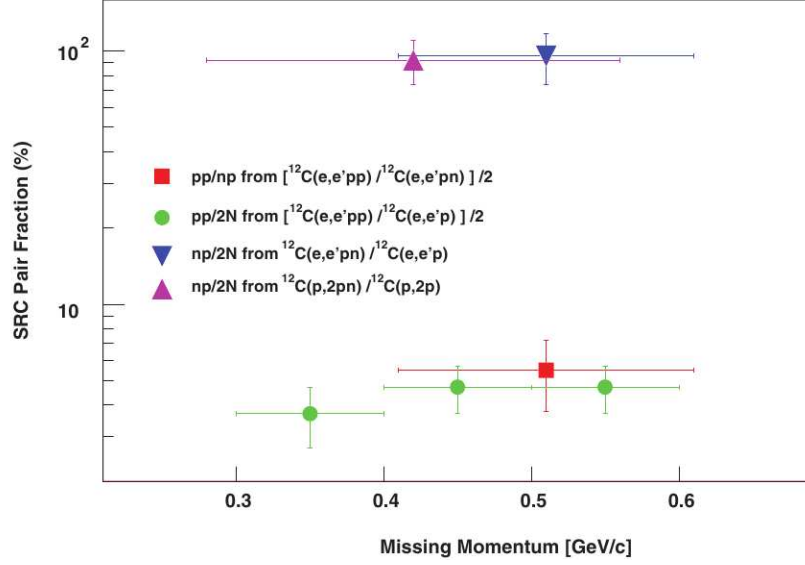 SRC Pair Fraction (%)
10²
pp/np from [¹²C(e,e'pp) /¹²C(e,e'pn) ] /2
pp/2N from [¹²C(e,e'pp) /¹²C(e,e'p) ] /2
np/2N from ¹²C(e,e'pn) /¹²C(e,e'p)
np/2N from ¹²C(p,2pn) /¹²C(p,2p)
10
0.3 0.4 0.5 0.6
Missing Momentum [GeV/c]